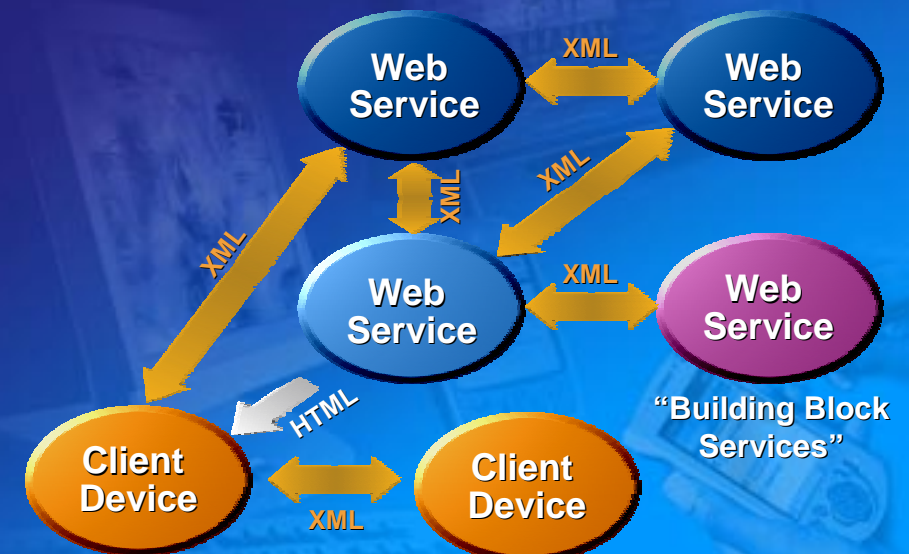 Web
Service
XML
Web
Service
XML
XML
XML
Web
Service
XML
Web
Service
HTML
"Building Block
Services"
Client
Device
XML
Client
Device